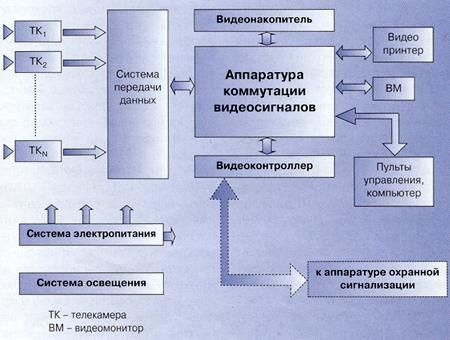 ТК1
ТК2
ТКN
Система
передачи
данных
Видеонакопитель
Аппаратура
коммутации
видеосигналов
Видеоконтроллер
Видео
принтер
ВМ
Пульты
управления,
компьютер
Система электропитания
Система освещения
к аппаратуре охранной
сигнализации
ТК – телекамера
ВМ – видеомонитор